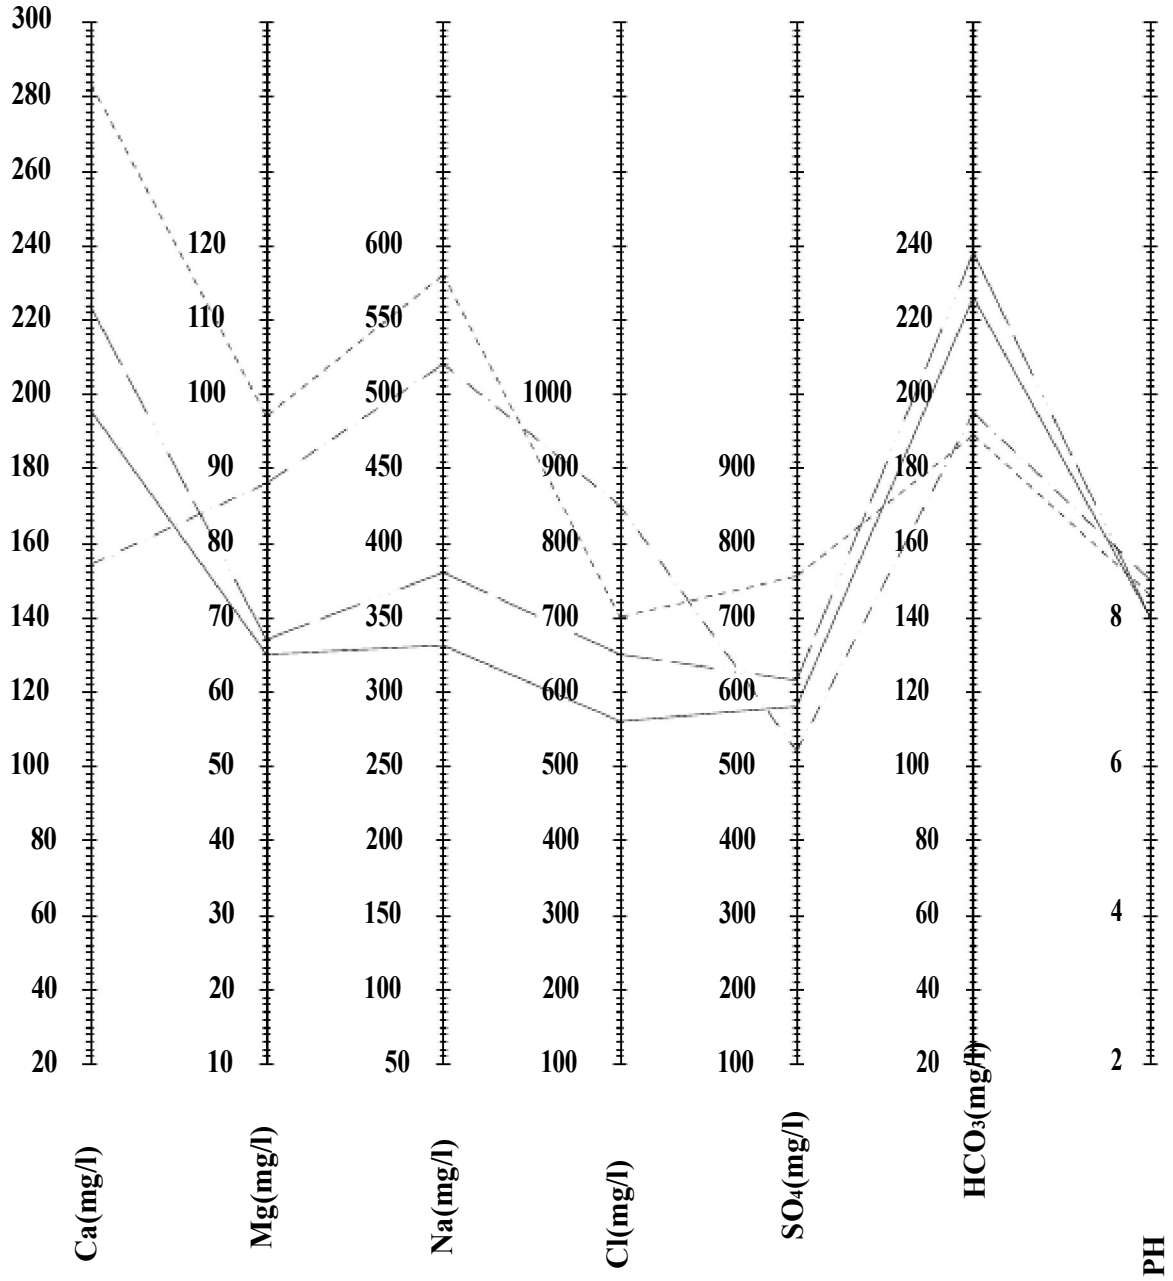 300
280
260
240 120 600 240
220 110 550 220
200 100 500 1000 200
180 90 450 900 900 180
160 80 400 800 800 160
140 70 350 700 700 140 8
120 60 300 600 600 120
100 50 250 500 500 100 6
80 40 200 400 400 80
60 30 150 300 300 60 4
40 20 100 200 200 40
20 10 50 100 100 20 2
Ca(mg/l)
Mg(mg/l)
Na(mg/l)
Cl(mg/l)
SO₄(mg/l)
HCO₃(mg/l)
PH